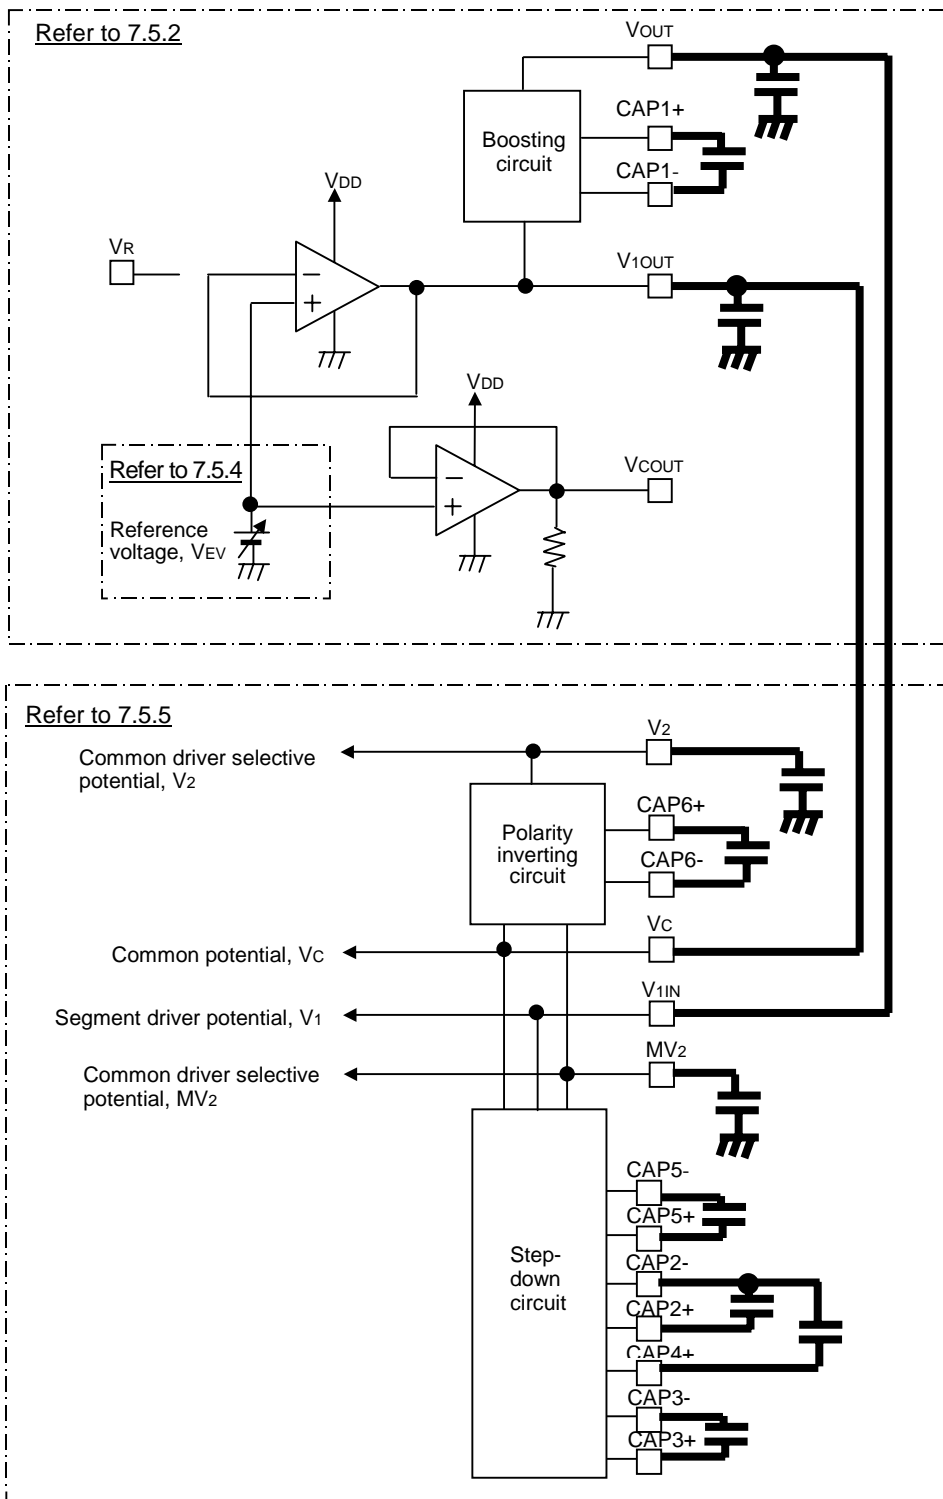 Refer to 7.5.2
VOUT
CAP1+
Boosting
circuit
CAP1-
VDD
VR
V1OUT
−
+
VDD
Refer to 7.5.4
VCOUT
−
+
Reference
voltage, VEV
Refer to 7.5.5
V2
Common driver selective
potential, V2
CAP6+
Polarity
inverting
circuit
CAP6-
VC
Common potential, VC
V1IN
Segment driver potential, V1
MV2
Common driver selective
potential, MV2
CAP5-
CAP5+
Step-
down
circuit
CAP2-
CAP2+
CAP4+
CAP3-
CAP3+